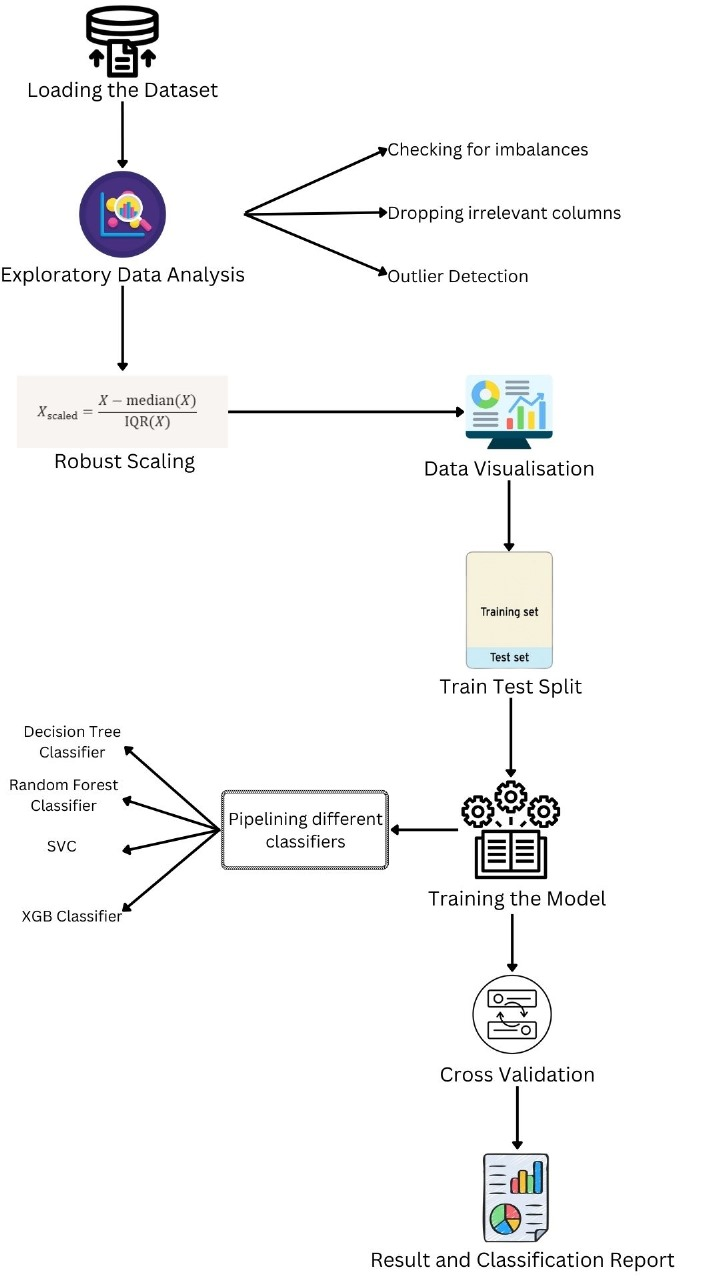 Loading the Dataset
Checking for imbalances
Dropping irrelevant columns
Outlier Detection
Exploratory Data Analysis
X_scaled = (X − median(X)) / IQR(X)
Robust Scaling
Data Visualisation
Training set
Test set
Train Test Split
Decision Tree
Classifier
Random Forest
Classifier
SVC
XGB Classifier
Pipelining different
classifiers
Training the Model
Cross Validation
Result and Classification Report